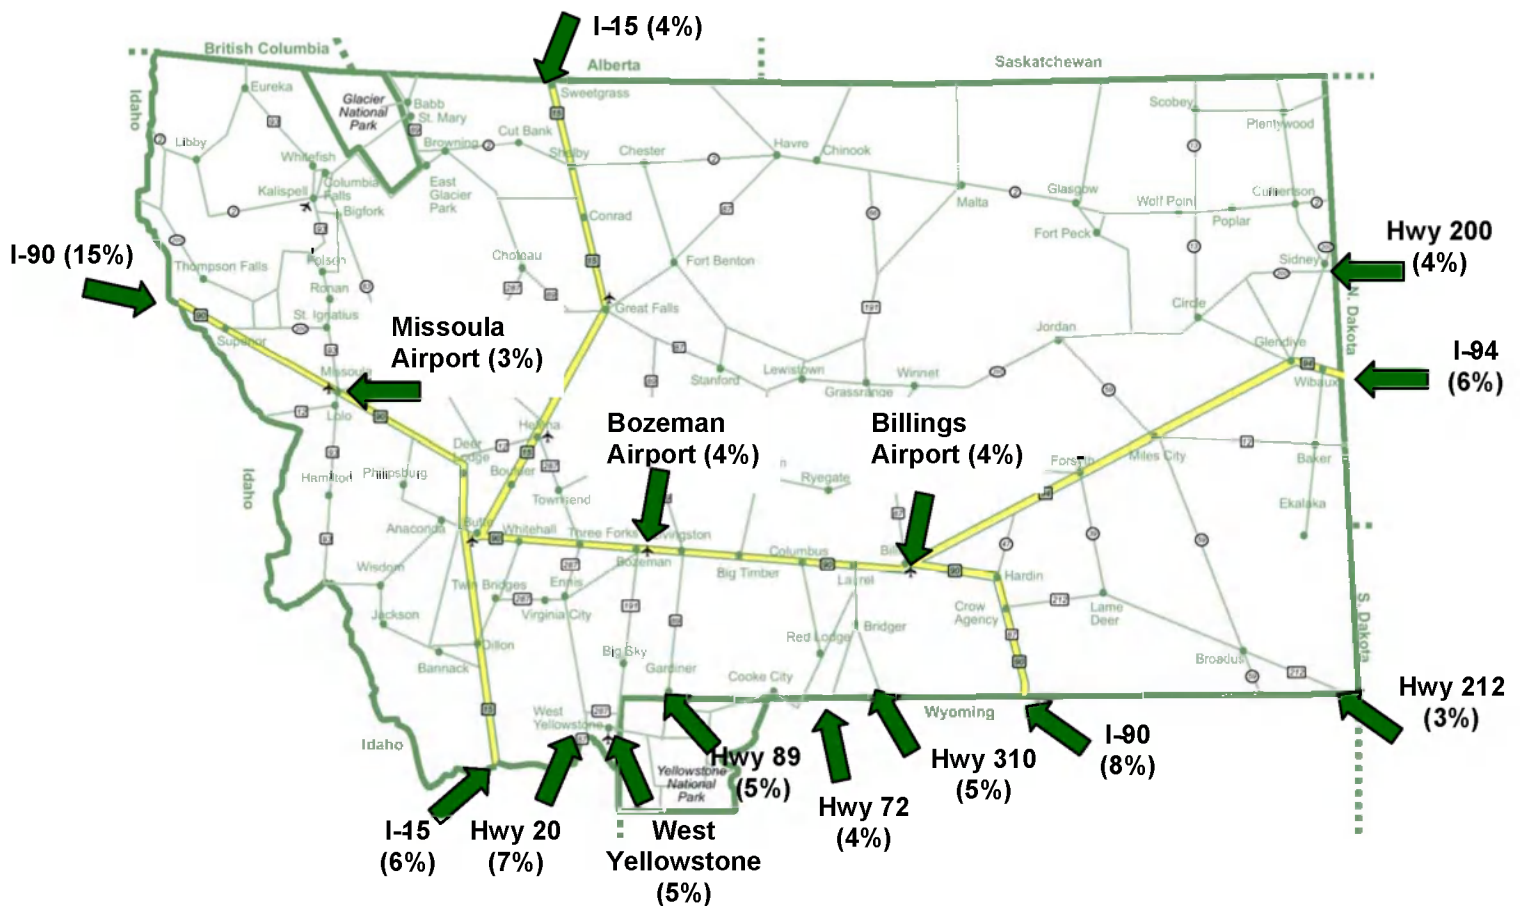 I-15 (4%)
British Columbia
Alberta
Saskatchewan
Idaho
Eureka
Glacier
National
Park
Babb
St. Mary
Sweetgrass
Scobey
Plentywood
Libby
Whitefish
Browning
Cut Bank
Shelby
Chester
Havre
Chinook
Kalispell
Columbia
Falls
Bigfork
East
Glacier
Park
Conrad
Malta
Glasgow
Wolf Point
Poplar
Culbertson
Fort Peck
I-90 (15%)
Thompson Falls
Polson
Ronan
St. Ignatius
Choteau
Fort Benton
Great Falls
Sidney
Hwy 200
(4%)
Circle
Jordan
N. Dakota
Superior
Missoula
Airport (3%)
Missoula
Lolo
Stanford
Lewistown
Grassrange
Winnet
Glendive
Wibaux
I-94
(6%)
Bozeman
Airport (4%)
Billings
Airport (4%)
Idaho
Hamilton
Philipsburg
Deer
Lodge
Helena
Boulder
Townsend
Ryegate
Forsyth
Miles City
Baker
Ekalaka
Anaconda
Butte
Whitehall
Three Forks
Bozeman
Livingston
Big Timber
Columbus
Laurel
Hardin
Wisdom
Jackson
Twin Bridges
Ennis
Virginia City
Crow
Agency
Lame
Deer
S. Dakota
Bannack
Dillon
Big Sky
Gardiner
Red Lodge
Bridger
Cooke City
Broadus
Idaho
West
Yellowstone
Wyoming
Yellowstone
National
Park
I-15
(6%)
Hwy 20
(7%)
West
Yellowstone
(5%)
Hwy 89
(5%)
Hwy 72
(4%)
Hwy 310
(5%)
I-90
(8%)
Hwy 212
(3%)